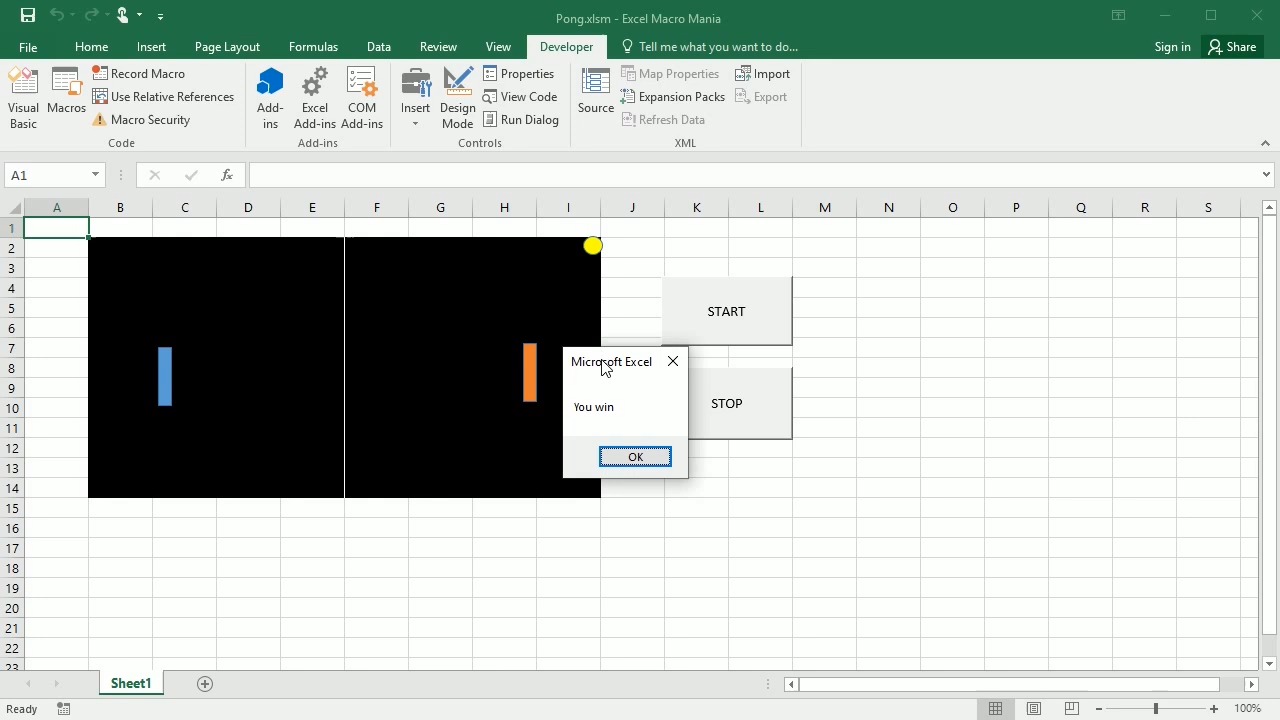 Pong.xlsm - Excel Macro Mania
File Home Insert Page Layout Formulas Data Review View Developer Tell me what you want to do... Sign in Share
Visual Basic
Macros
Record Macro
Use Relative References
Macro Security
Code
Add-ins
Excel Add-ins
COM Add-ins
Add-ins
Insert
Design Mode
Properties
View Code
Run Dialog
Controls
Source
Map Properties
Expansion Packs
Refresh Data
Import
Export
XML
A1
fx
A B C D E F G H I J K L M N O P Q R S
1
2
3
4
5
6
7
8
9
10
11
12
13
14
15
16
17
18
19
20
21
22
23
START
STOP
Microsoft Excel
You win
OK
Sheet1
Ready
100%